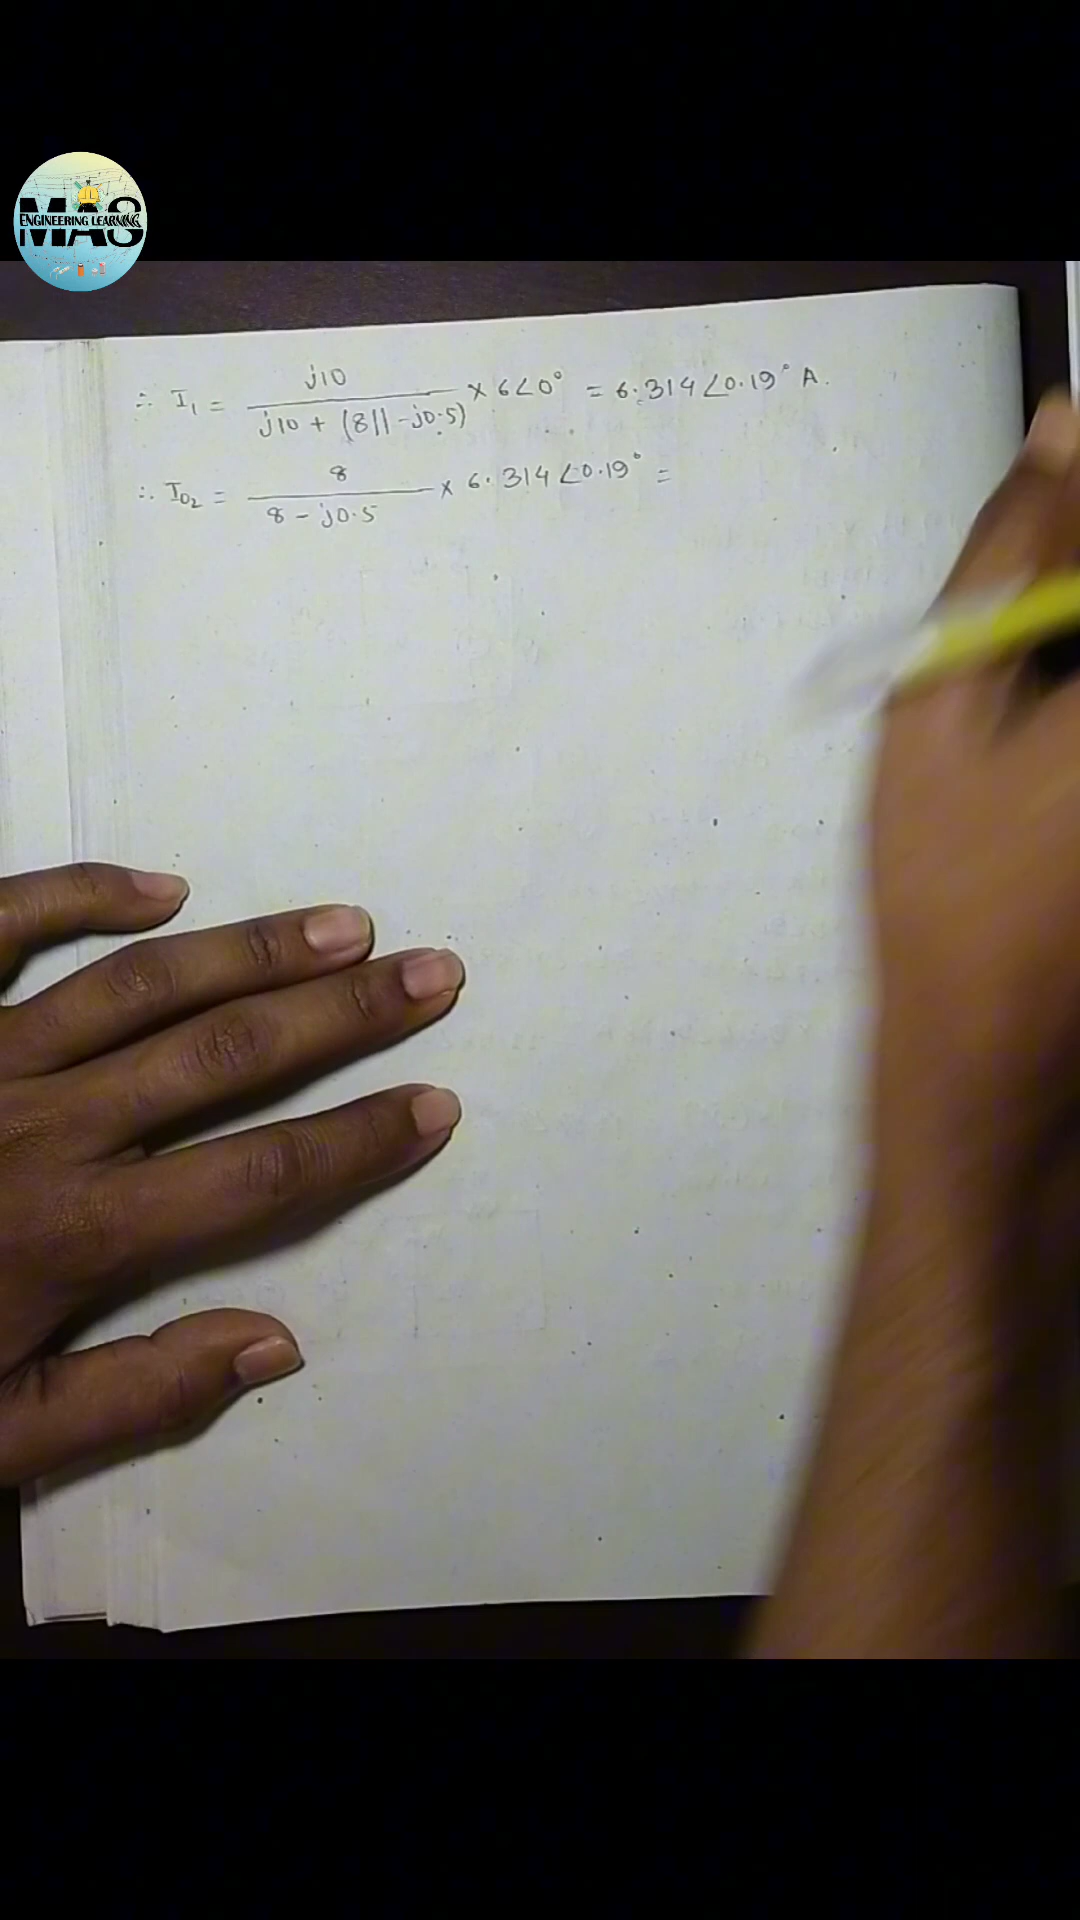 MAS
ENGINEERING LEARNING
∴ I₁ = j10 / (j10 + (8||-j0.5)) × 6∠0° = 6.314∠0.19° A.
∴ I₀₂ = 8 / (8 - j0.5) × 6.314∠0.19° =